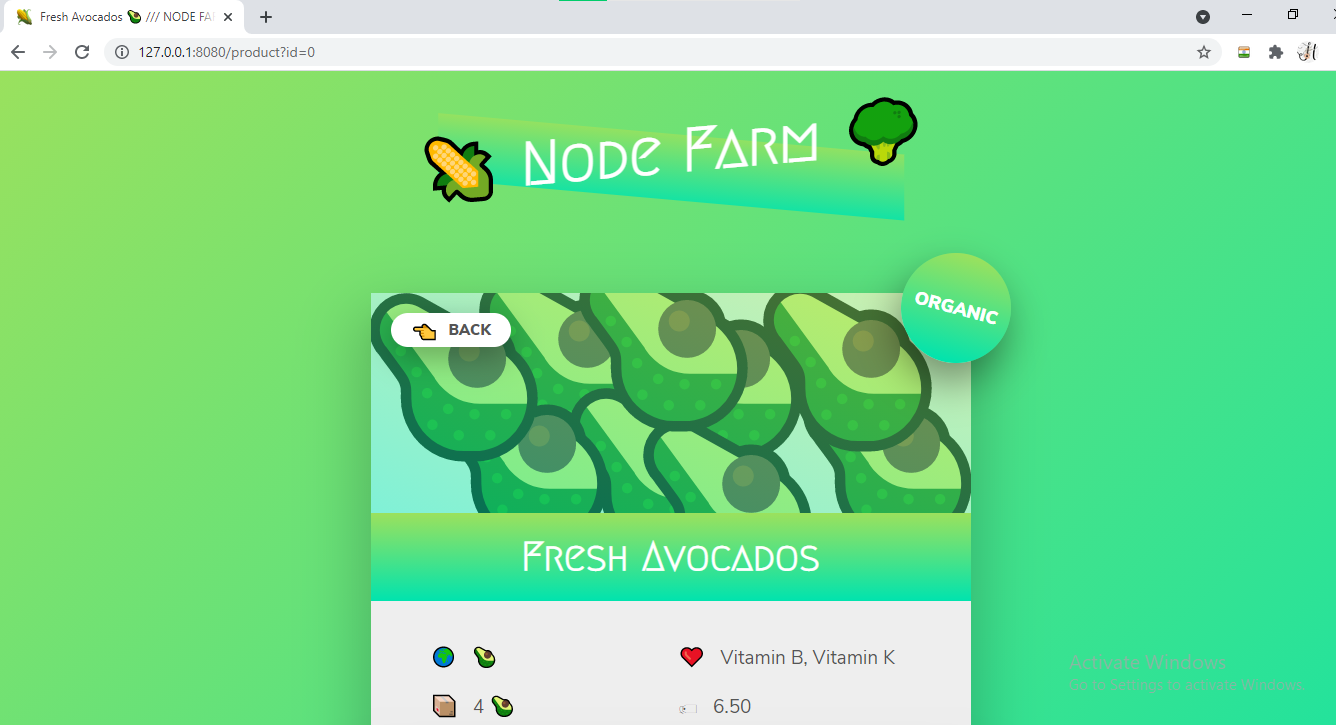 Fresh Avocados 🥑 /// NODE FAR
127.0.0.1:8080/product?id=0
Node Farm
ORGANIC
BACK
Fresh Avocados
Vitamin B, Vitamin K
4
6.50
Activate Windows
Go to Settings to activate Windows.